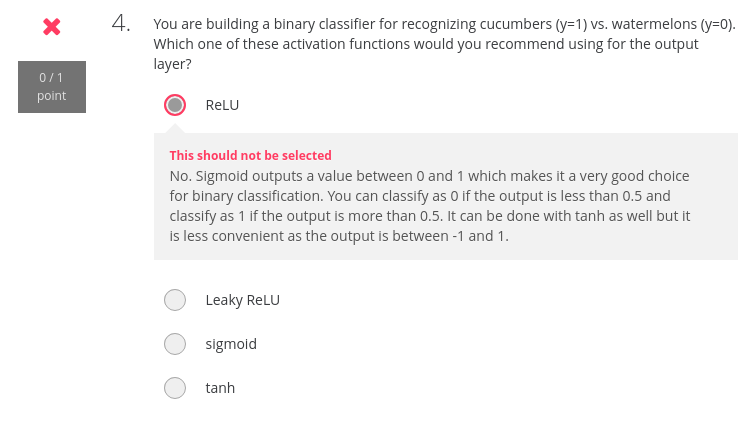 4. You are building a binary classifier for recognizing cucumbers (y=1) vs. watermelons (y=0).
Which one of these activation functions would you recommend using for the output
layer?
0 / 1
point
ReLU
This should not be selected
No. Sigmoid outputs a value between 0 and 1 which makes it a very good choice
for binary classification. You can classify as 0 if the output is less than 0.5 and
classify as 1 if the output is more than 0.5. It can be done with tanh as well but it
is less convenient as the output is between -1 and 1.
Leaky ReLU
sigmoid
tanh